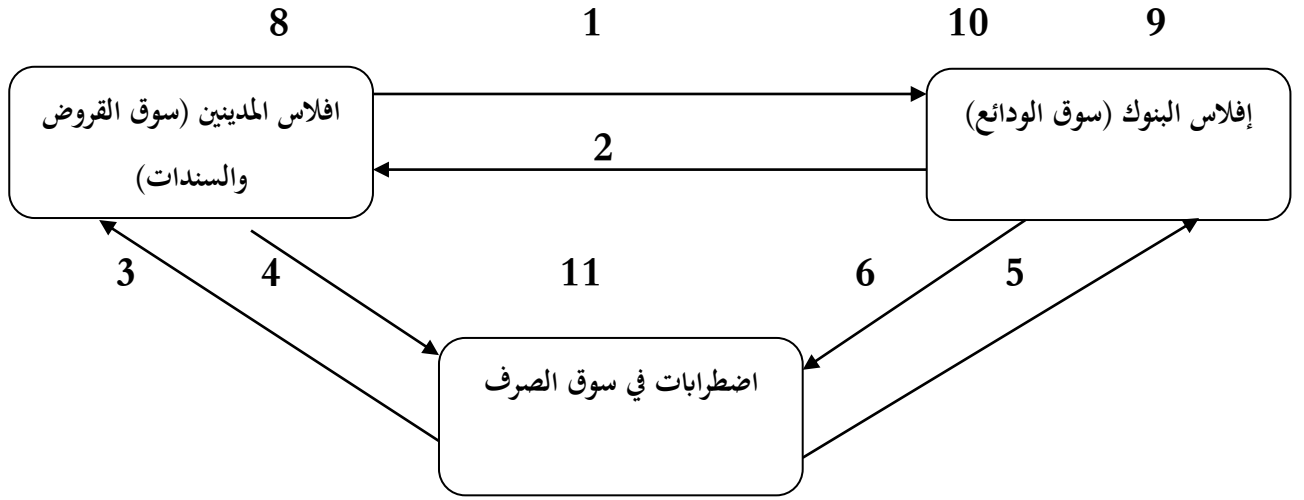 8 1 10 9
افلاس المدينين (سوق القروض
والسندات)
إفلاس البنوك (سوق الودائع)
2
3 4 11 6 5
اضطرابات في سوق الصرف